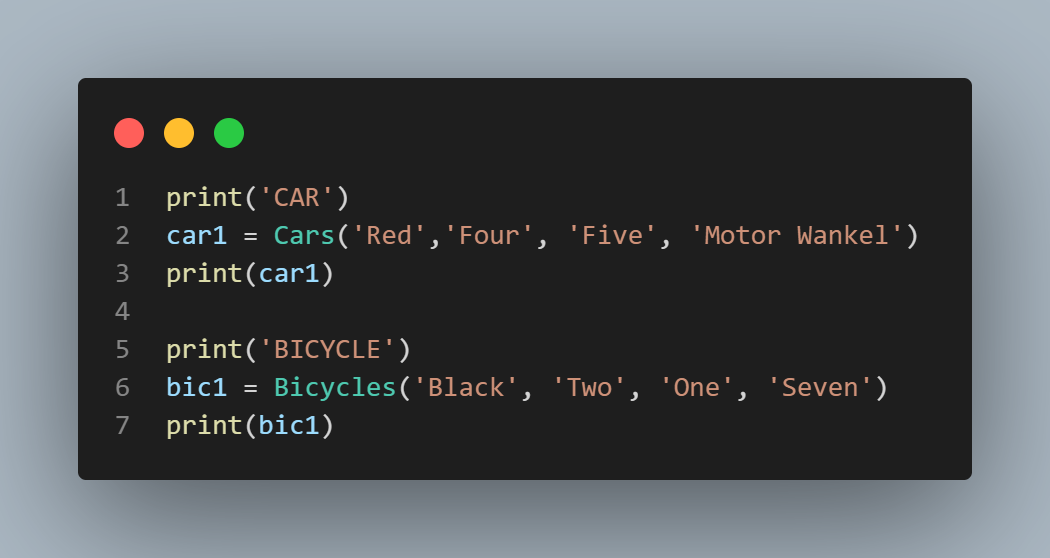 1 print('CAR')
2 car1 = Cars('Red','Four', 'Five', 'Motor Wankel')
3 print(car1)
4
5 print('BICYCLE')
6 bic1 = Bicycles('Black', 'Two', 'One', 'Seven')
7 print(bic1)